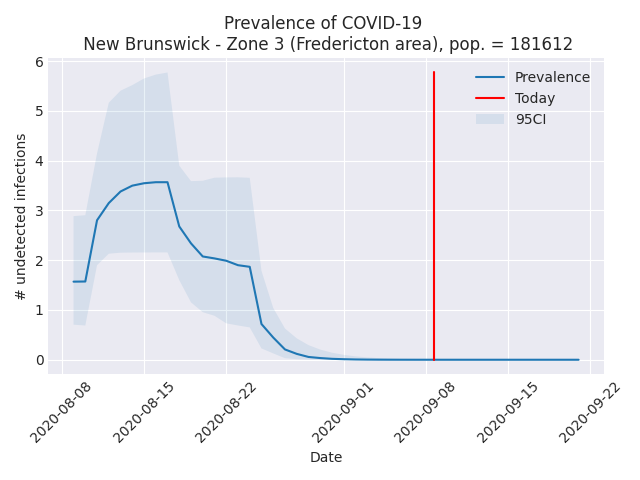 Prevalence of COVID-19
New Brunswick - Zone 3 (Fredericton area), pop. = 181612
6
5
4
3
2
1
0
# undetected infections
Prevalence
Today
95CI
2020-08-08
2020-08-15
2020-08-22
2020-09-01
2020-09-08
2020-09-15
2020-09-22
Date